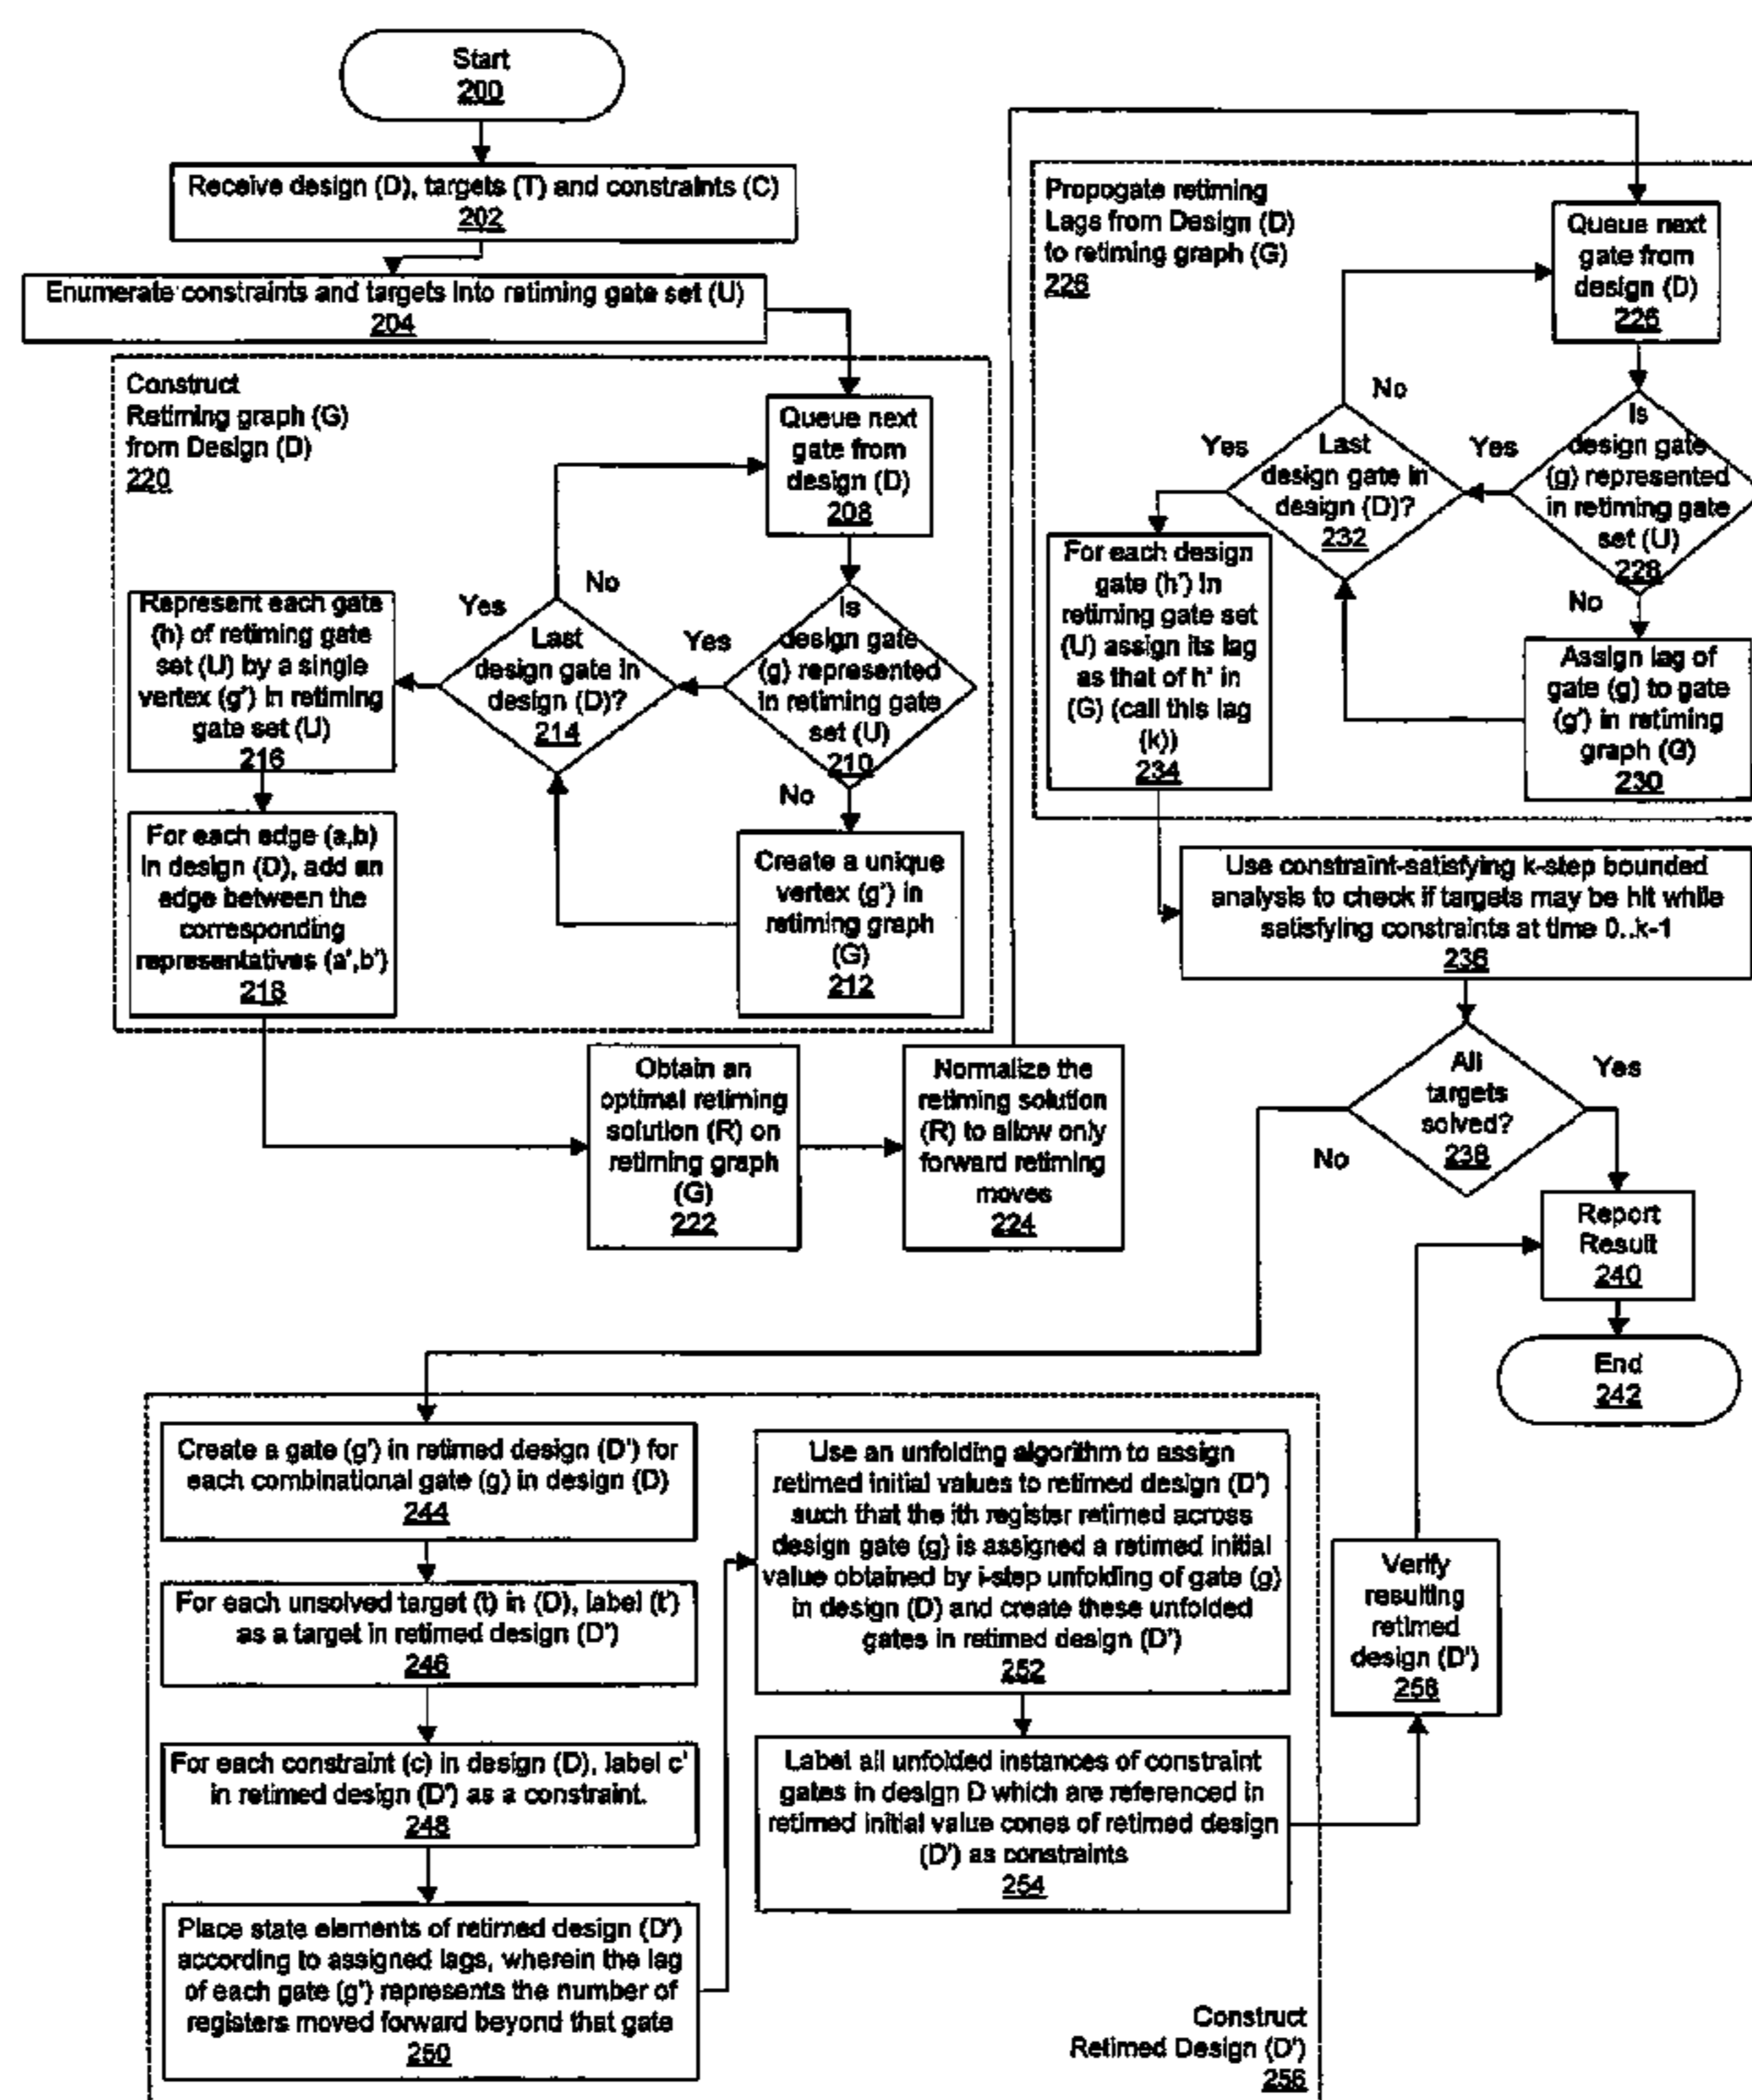 Start
200
Receive design (D), targets (T) and constraints (C)
202
Enumerate constraints and targets into retiming gate set (U)
204
Construct
Retiming graph (G)
from Design (D)
220
Queue next
gate from
design (D)
208
Is
design gate
(g) represented
in retiming gate
set (U)
210
Yes
No
Create a unique
vertex (g') in
retiming graph
(G)
212
Last
design gate in
design (D)?
214
No
Yes
Represent each gate
(h) of retiming gate
set (U) by a single
vertex (g') in retiming
gate set (U)
216
For each edge (a,b)
in design (D), add an
edge between the
corresponding
representatives (a',b')
218
Obtain an
optimal retiming
solution (R) on
retiming graph
(G)
222
Normalize the
retiming solution
(R) to allow only
forward retiming
moves
224
Propogate retiming
Lags from Design (D)
to retiming graph (G)
226
Queue next
gate from
design (D)
226
Is
design gate
(g) represented
in retiming gate
set (U)
228
Yes
No
Assign lag of
gate (g) to gate
(g') in retiming
graph (G)
230
Last
design gate in
design (D)?
232
No
Yes
For each design
gate (h') in
retiming gate set
(U) assign its lag
as that of h' in
(G) (call this lag
(k))
234
Use constraint-satisfying k-step bounded
analysis to check if targets may be hit while
satisfying constraints at time 0..k-1
236
All
targets
solved?
238
Yes
No
Report
Result
240
End
242
Create a gate (g') in retimed design (D') for
each combinational gate (g) in design (D)
244
For each unsolved target (t) in (D), label (t')
as a target in retimed design (D')
246
For each constraint (c) in design (D), label c'
in retimed design (D') as a constraint.
248
Place state elements of retimed design (D')
according to assigned lags, wherein the lag
of each gate (g') represents the number of
registers moved forward beyond that gate
250
Use an unfolding algorithm to assign
retimed initial values to retimed design (D')
such that the ith register retimed across
design gate (g) is assigned a retimed initial
value obtained by i-step unfolding of gate (g)
in design (D) and create these unfolded
gates in retimed design (D')
252
Label all unfolded instances of constraint
gates in design D which are referenced in
retimed initial value cones of retimed design
(D') as constraints
254
Verify
resulting
retimed
design (D')
258
Construct
Retimed Design (D')
256